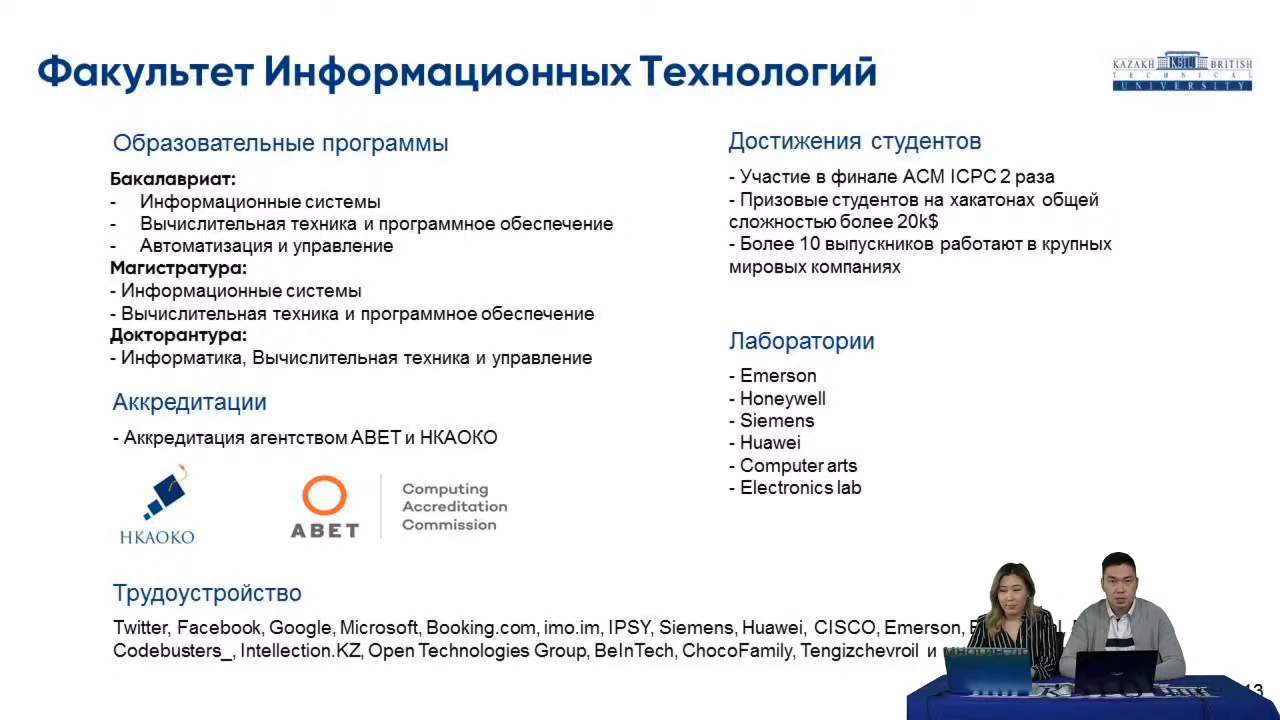 Факультет Информационных Технологий
KAZAKH KBTU BRITISH
TECHNICAL
UNIVERSITY
Образовательные программы
Бакалавриат:
- Информационные системы
- Вычислительная техника и программное обеспечение
- Автоматизация и управление
Магистратура:
- Информационные системы
- Вычислительная техника и программное обеспечение
Докторантура:
- Информатика, Вычислительная техника и управление
Аккредитации
- Аккредитация агентством ABET и НКАОКО
НКАОКО
ABET
Computing
Accreditation
Commission
Достижения студентов
- Участие в финале ACM ICPC 2 раза
- Призовые студентов на хакатонах общей
сложностью более 20k$
- Более 10 выпускников работают в крупных
мировых компаниях
Лаборатории
- Emerson
- Honeywell
- Siemens
- Huawei
- Computer arts
- Electronics lab
Трудоустройство
Twitter, Facebook, Google, Microsoft, Booking.com, imo.im, IPSY, Siemens, Huawei, CISCO, Emerson,
Codebusters_, Intellection.KZ, Open Technologies Group, BeInTech, ChocoFamily, Tengizchevroil и
13